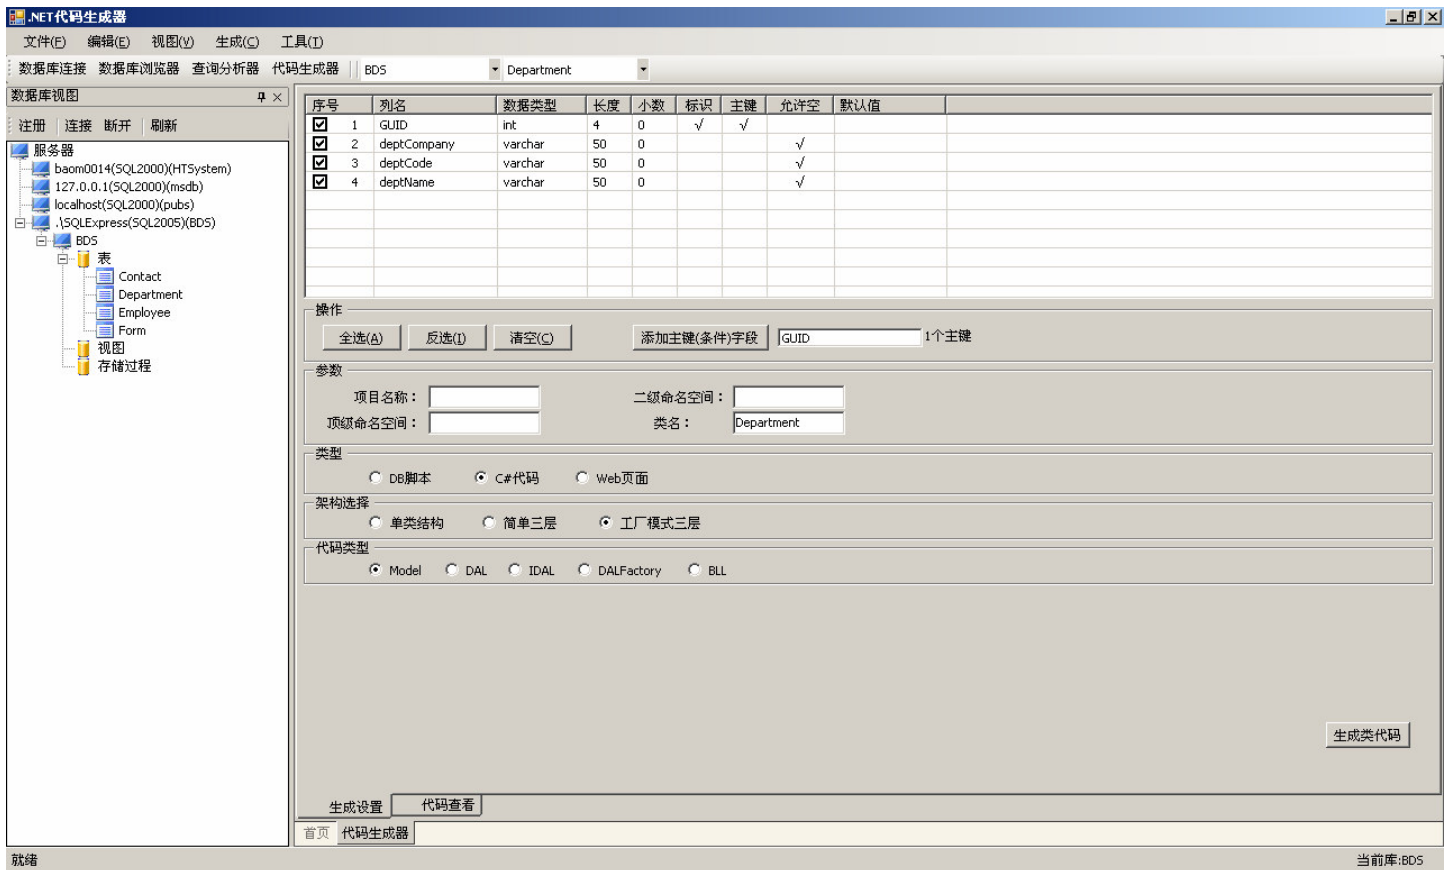 .NET代码生成器
文件(F) 编辑(E) 视图(V) 生成(C) 工具(T)
数据库连接 数据库浏览器 查询分析器 代码生成器 BDS Department
数据库视图
注册 连接 断开 刷新
服务器
baom0014(SQL2000)(HTSystem)
127.0.0.1(SQL2000)(msdb)
localhost(SQL2000)(pubs)
.\SQLExpress(SQL2005)(BDS)
BDS
表
Contact
Department
Employee
Form
视图
存储过程
序号 列名 数据类型 长度 小数 标识 主键 允许空 默认值
1 GUID int 4 0 √ √
2 deptCompany varchar 50 0 √
3 deptCode varchar 50 0 √
4 deptName varchar 50 0 √
操作
全选(A) 反选(I) 清空(C) 添加主键(条件)字段 GUID 1个主键
参数
项目名称： 二级命名空间：
顶级命名空间： 类名： Department
类型
DB脚本 C#代码 Web页面
架构选择
单类结构 简单三层 工厂模式三层
代码类型
Model DAL IDAL DALFactory BLL
生成类代码
生成设置 代码查看
首页 代码生成器
就绪 当前库:BDS